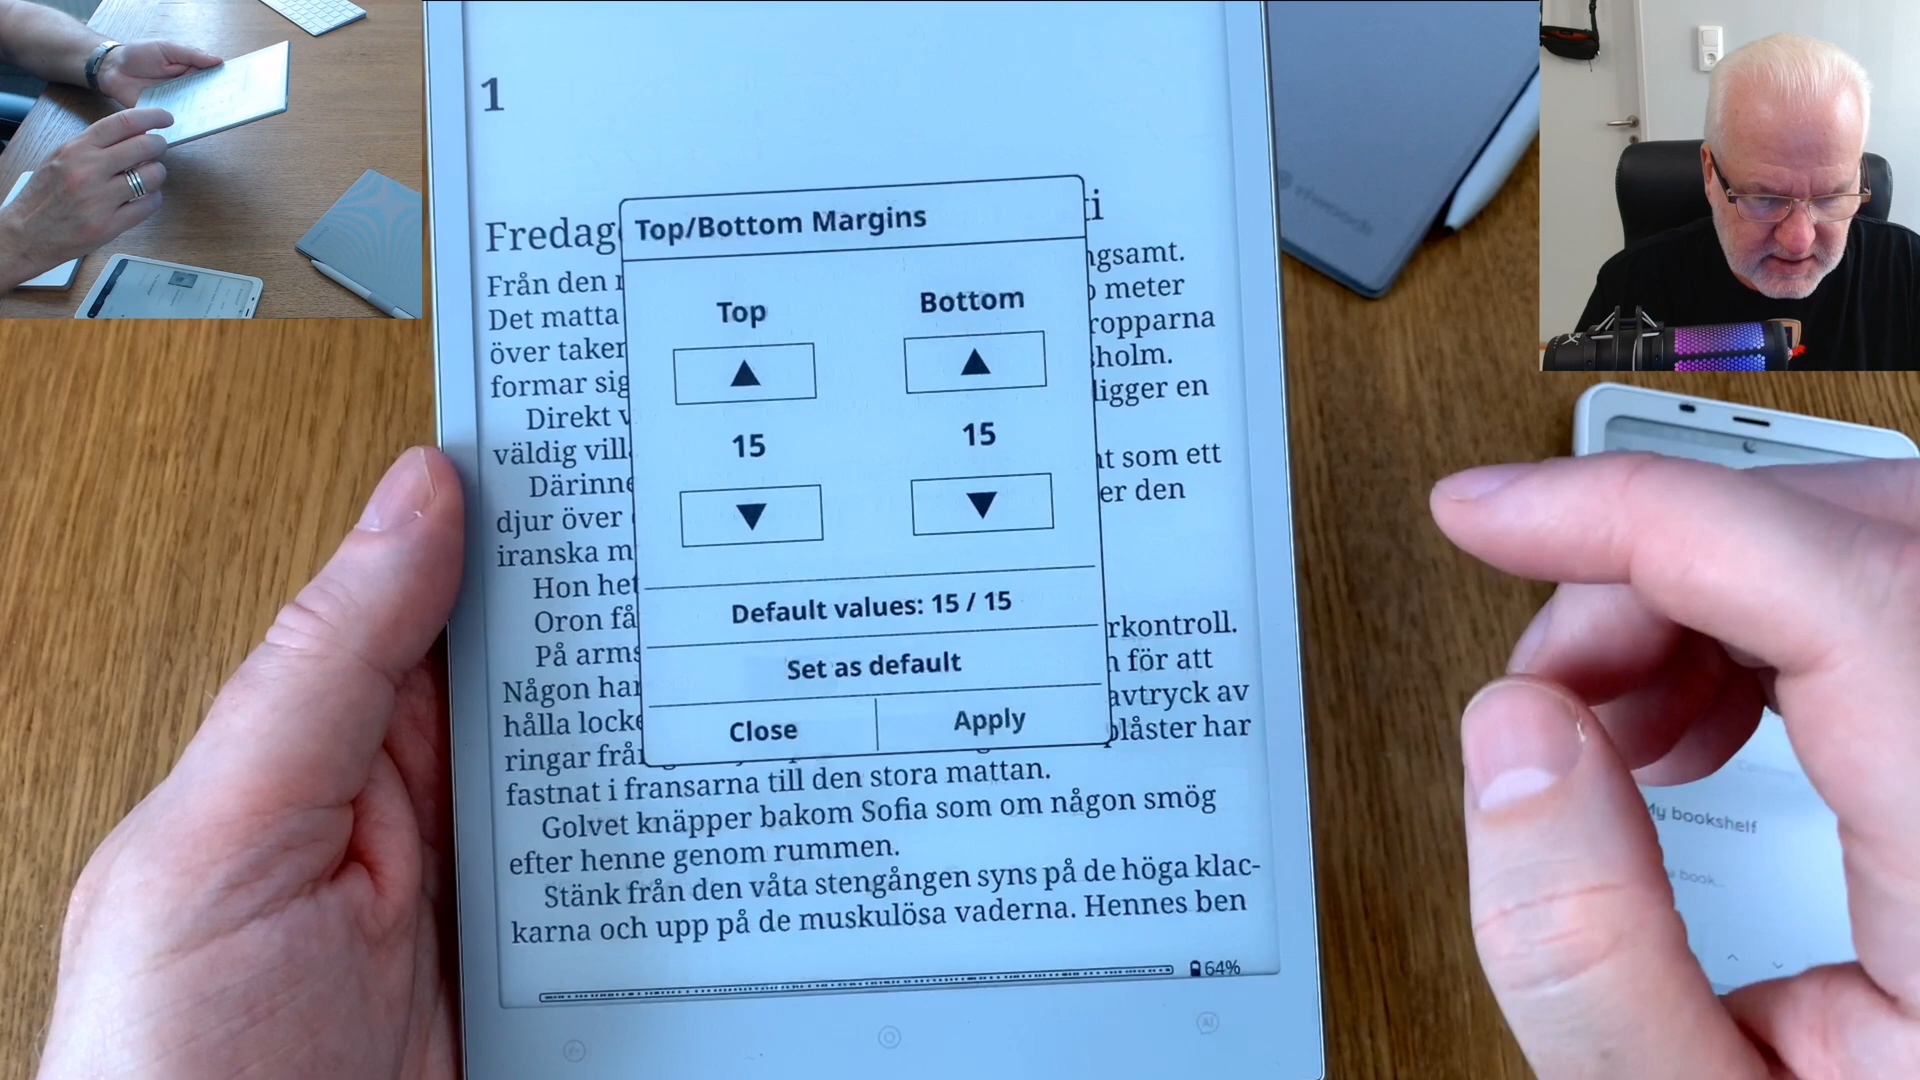 1
Fredag
i
Top/Bottom Margins
Från den
ngsamt.
Det matta
meter
Top
Bottom
över taken
ropparna
formar sig
holm.
Direkt v
ligger en
15
15
väldig vill
nt som ett
Därinne
er den
djur över
iranska m
Hon het
Default values: 15 / 15
Oron få
rkontroll.
På arms
för att
Set as default
Någon har
avtryck av
hålla locke
plåster har
Close
Apply
ringar från
fastnat i fransarna till den stora mattan.
Golvet knäpper bakom Sofia som om någon smög
efter henne genom rummen.
Stänk från den våta stengången syns på de höga klac-
karna och upp på de muskulösa vaderna. Hennes ben
64%
AI
My bookshelf
book...